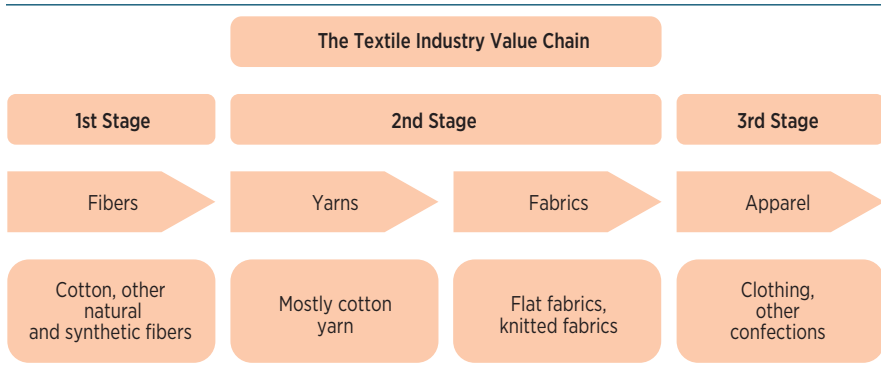 The Textile Industry Value Chain
1st Stage
2nd Stage
3rd Stage
Fibers
Yarns
Fabrics
Apparel
Cotton, other
natural
and synthetic fibers
Mostly cotton
yarn
Flat fabrics,
knitted fabrics
Clothing,
other
confections